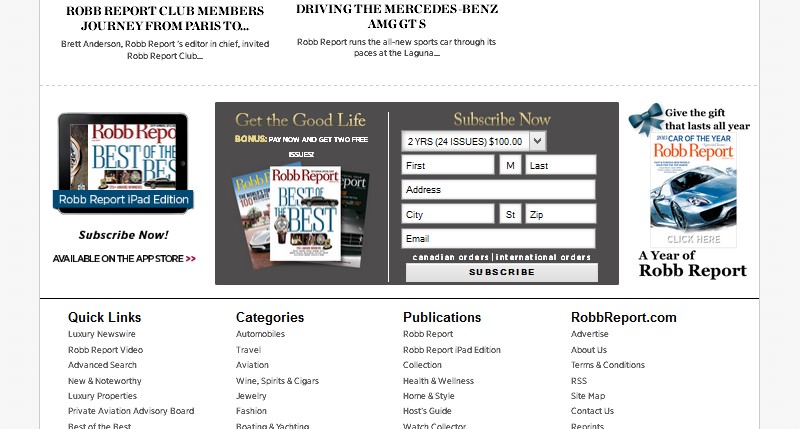 ROBB REPORT CLUB MEMBERS
JOURNEY FROM PARIS TO...
Brett Anderson, Robb Report 's editor in chief, invited
Robb Report Club...
DRIVING THE MERCEDES-BENZ
AMG GT S
Robb Report runs the all-new sports car through its
paces at the Laguna...
Robb Repo
BEST OF THE
BES
Robb Report iPad Edition
Subscribe Now!
AVAILABLE ON THE APP STORE >>
Get the Good Life
BONUS: PAY NOW AND GET TWO FREE
ISSUES!
Robb Report
BEST OF THE
BEST
Subscribe Now
2 YRS (24 ISSUES) $100.00
First
M
Last
Address
City
St
Zip
Email
canadian orders | international orders
SUBSCRIBE
Give the gift
that lasts all year
CAR OF THE YEAR
Robb Report
CLICK HERE
A Year of
Robb Report
Quick Links
Luxury Newswire
Robb Report Video
Advanced Search
New & Noteworthy
Luxury Properties
Private Aviation Advisory Board
Best of the Best
Categories
Automobiles
Travel
Aviation
Wine, Spirits & Cigars
Jewelry
Fashion
Boating & Yachting
Publications
Robb Report
Robb Report iPad Edition
Collection
Health & Wellness
Home & Style
Host's Guide
Watch Collector
RobbReport.com
Advertise
About Us
Terms & Conditions
RSS
Site Map
Contact Us
Reprints